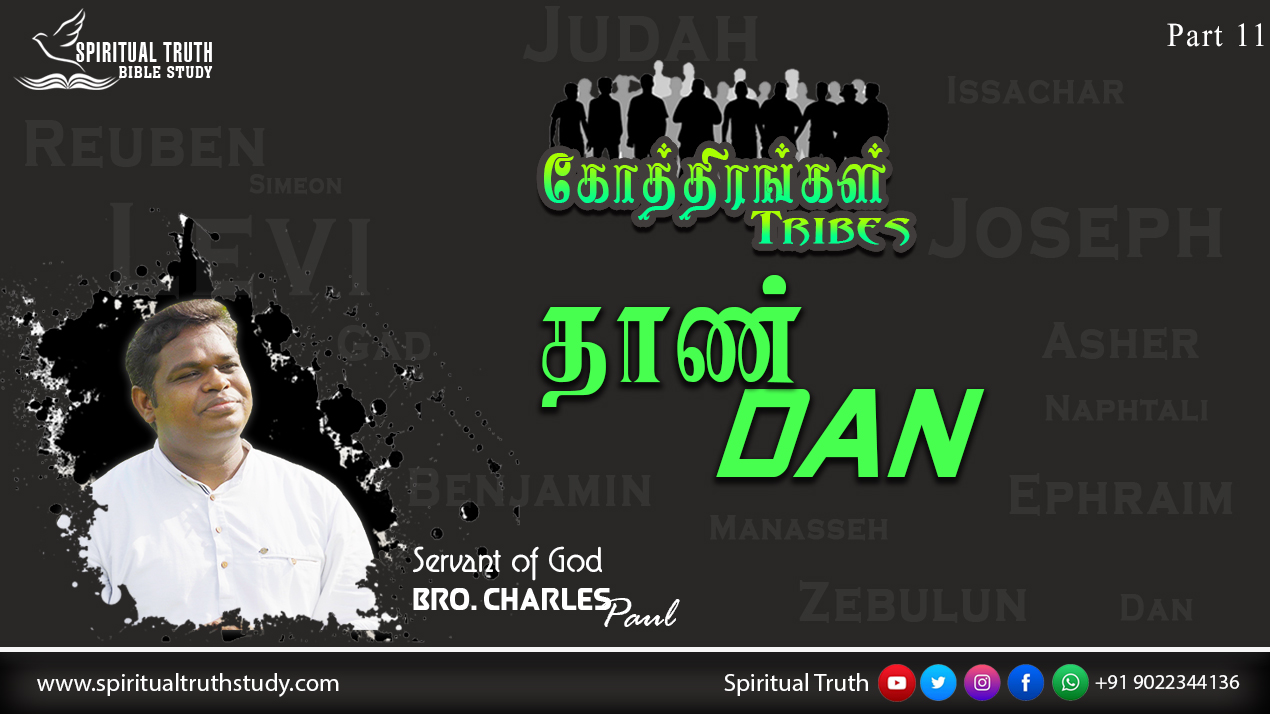 SPIRITUAL TRUTH
BIBLE STUDY
Part 11
JUDAH
ISSACHAR
REUBEN
SIMEON
LEVI
கோத்திரங்கள்
TRIBES
JOSEPH
தாண்
DAN
GAD
ASHER
NAPHTALI
BENJAMIN
EPHRAIM
MANASSEH
ZEBULUN
DAN
Servant of God
BRO. CHARLES Paul
www.spiritualtruthstudy.com
Spiritual Truth +91 9022344136